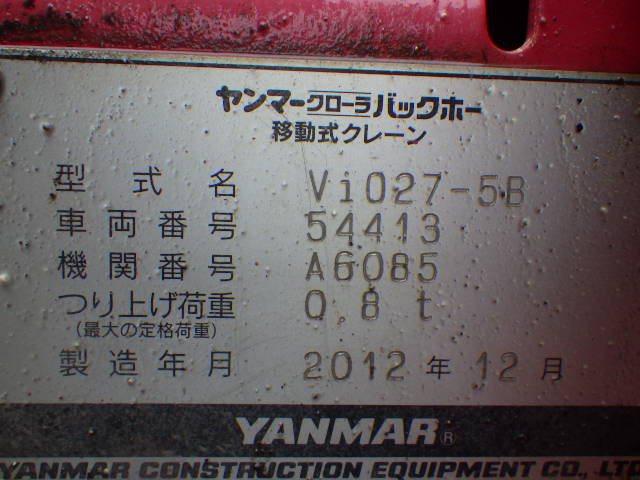 ヤンマークローラバックホー
移動式クレーン
型式名 ViO27-5B
車両番号 54413
機関番号 A6085
つり上げ荷重 0.8t
(最大の定格荷重)
製造年月 2012年12月
YANMAR®
YANMAR CONSTRUCTION EQUIPMENT CO., LTD